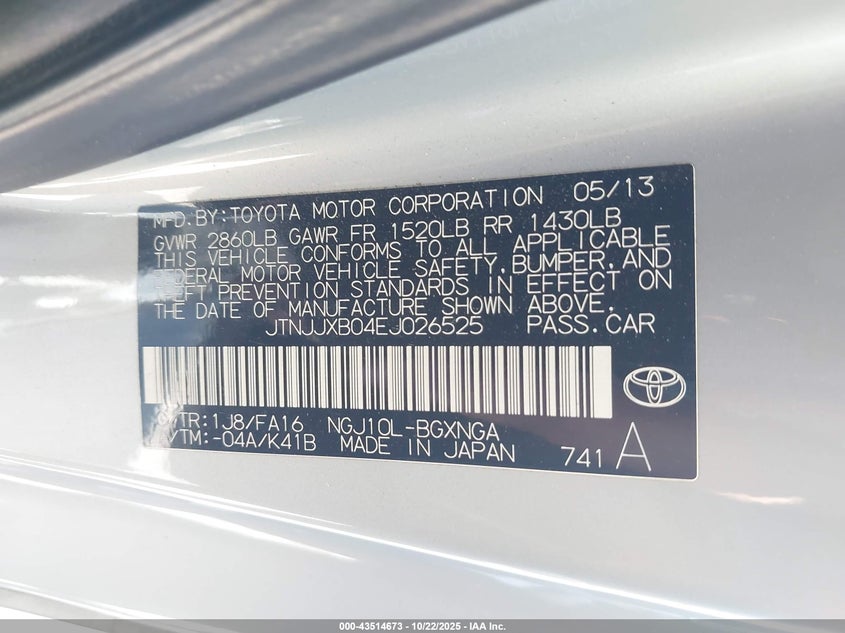 MFD.BY:TOYOTA MOTOR CORPORATION 05/13
GVWR 2860LB GAWR FR 1520LB RR 1430LB
THIS VEHICLE CONFORMS TO ALL APPLICABLE
FEDERAL MOTOR VEHICLE SAFETY,BUMPER,AND
THEFT PREVENTION STANDARDS IN EFFECT ON
THE DATE OF MANUFACTURE SHOWN ABOVE.
JTNJJXB04EJ026525 PASS.CAR
C/TR:1J8/FA16 NGJ10L-BGXNGA
A/TM:-04A/K41B MADE IN JAPAN 741 A
000-43514673 - 10/22/2025 - IAA Inc.